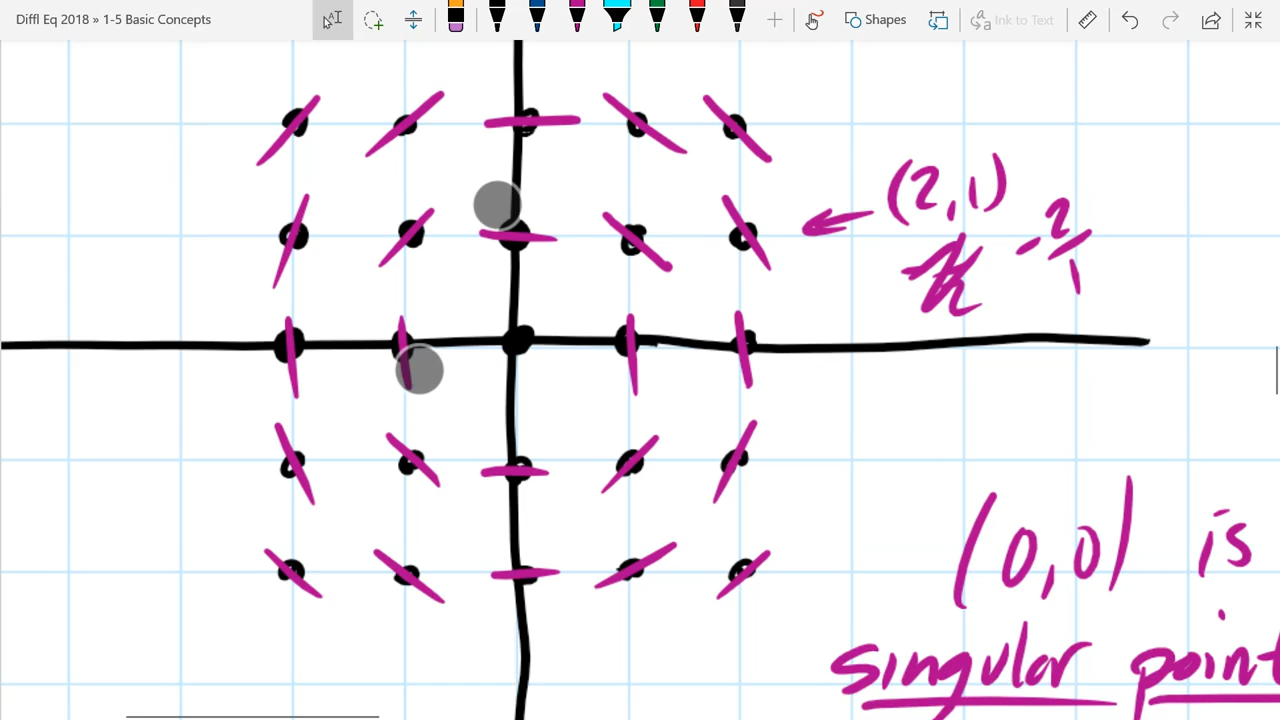 Diffl Eq 2018 » 1-5 Basic Concepts
Shapes
Ink to Text
(2,1)
-2/1
(0,0) is
singular point